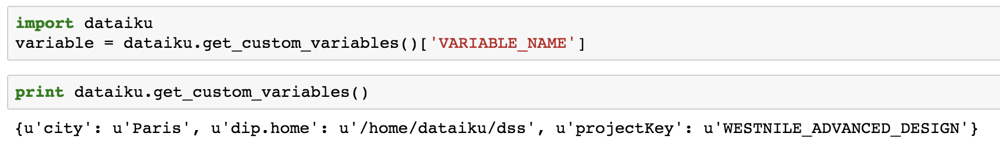 import dataiku
variable = dataiku.get_custom_variables()['VARIABLE_NAME']
print dataiku.get_custom_variables()
{u'city': u'Paris', u'dip.home': u'/home/dataiku/dss', u'projectKey': u'WESTNILE_ADVANCED_DESIGN'}